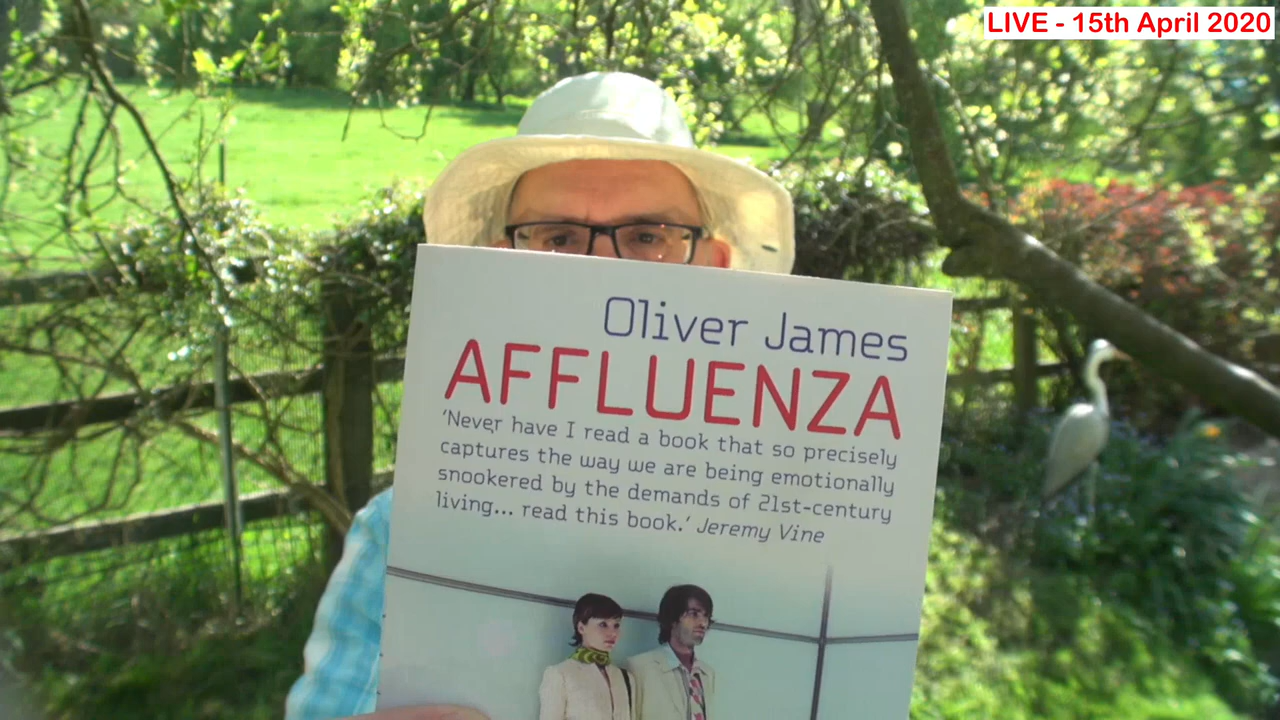 LIVE - 15th April 2020
Oliver James
AFFLUENZA
'Never have I read a book that so precisely
captures the way we are being emotionally
snookered by the demands of 21st-century
living... read this book.' Jeremy Vine